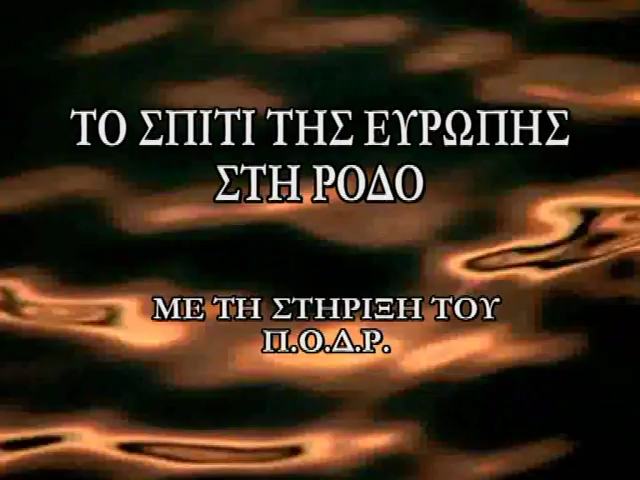 ΤΟ ΣΠΙΤΙ ΤΗΣ ΕΥΡΩΠΗΣ
ΣΤΗ ΡΟΔΟ
ΜΕ ΤΗ ΣΤΗΡΙΞΗ ΤΟΥ
Π.Ο.Δ.Ρ.